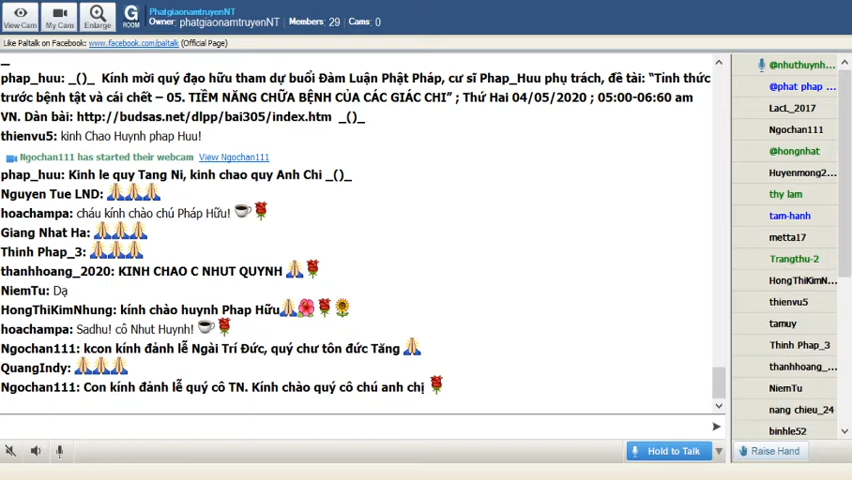 View Cam
My Cam
Enlarge
G
ROOM
PhatgiaonamtruyenNT
Owner: phatgiaonamtruyenNT Members: 29 Cams: 0
Like Paltalk on Facebook: www.facebook.com/paltalk (Official Page)
phap_huu: _()_ Kính mời quý đạo hữu tham dự buổi Đàm Luận Phật Pháp, cư sĩ Pháp_Huu phụ trách, đề tài: “Tỉnh thức
trước bệnh tật và cái chết – 05. TIỀM NĂNG CHỮA BỆNH CỦA CÁC GIÁC CHI” ; Thứ Hai 04/05/2020 ; 05:00-06:60 am
VN. Dàn bài: http://budsas.net/dlpp/bai305/index.htm _()_
thienvu5: kinh Chao Huynh phap Huu!
Ngochan111 has started their webcam View Ngochan111
phap_huu: Kinh le quy Tang Ni, kinh chao quy Anh Chi _()_
Nguyen Tue LND: 🙏🙏🙏
hoachampa: cháu kính chào chú Pháp Hữu! ☕🌹
Giang Nhat Ha: 🙏🙏🙏
Thinh Phap_3: 🙏🙏🙏
thanhhoang_2020: KINH CHAO C NHUT QUYNH 🙏🌹
NiemTu: Dạ
HongThiKimNhung: kính chào huynh Phap Hữu🙏🌺🌹🌻
hoachampa: Sadhu! cô Nhut Huynh! ☕🌹
Ngochan111: kcon kính đảnh lễ Ngài Trí Đức, quý chư tôn đức Tăng 🙏
QuangIndy: 🙏🙏🙏
Ngochan111: Con kính đảnh lễ quý cô TN. Kính chào quý cô chú anh chị 🌹
@nhuthuynh...
@phat phap ...
LacL_2017
Ngochan111
@hongnhat
Huyenmong2...
thy lam
tam-hanh
metta17
Trangthu-2
HongThiKimN...
thienvu5
tamuy
Thinh Phap_3
thanhhoang_...
NiemTu
nang chieu_24
binhle52
Hold to Talk
Raise Hand